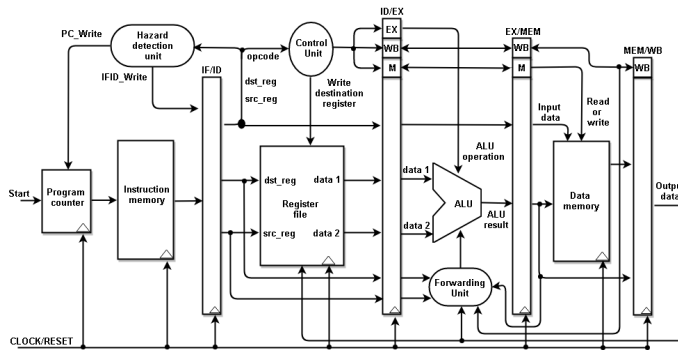 ID/EX
PC_Write
Hazard
detection
unit
Control
Unit
EX
EX/MEM
opcode
WB
WB
MEM/WB
IFID_Write
IF/ID
M
M
WB
dst_reg
src_reg
Write
destination
register
Input
data
Read
or
write
ALU
operation
Start
Program
counter
Instruction
memory
dst_reg
data 1
Register
file
src_reg
data 2
data 1
data 2
ALU
ALU
result
Data
memory
Output
data
Forwarding
Unit
CLOCK/RESET